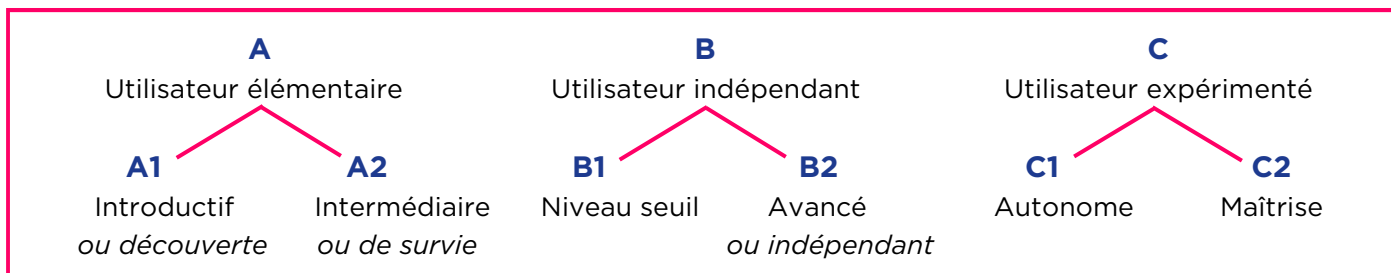 A B C
Utilisateur élémentaire Utilisateur indépendant Utilisateur expérimenté
A1 A2 B1 B2 C1 C2
Introductif Intermédiaire Niveau seuil Avancé Autonome Maîtrise
ou découverte ou de survie ou indépendant